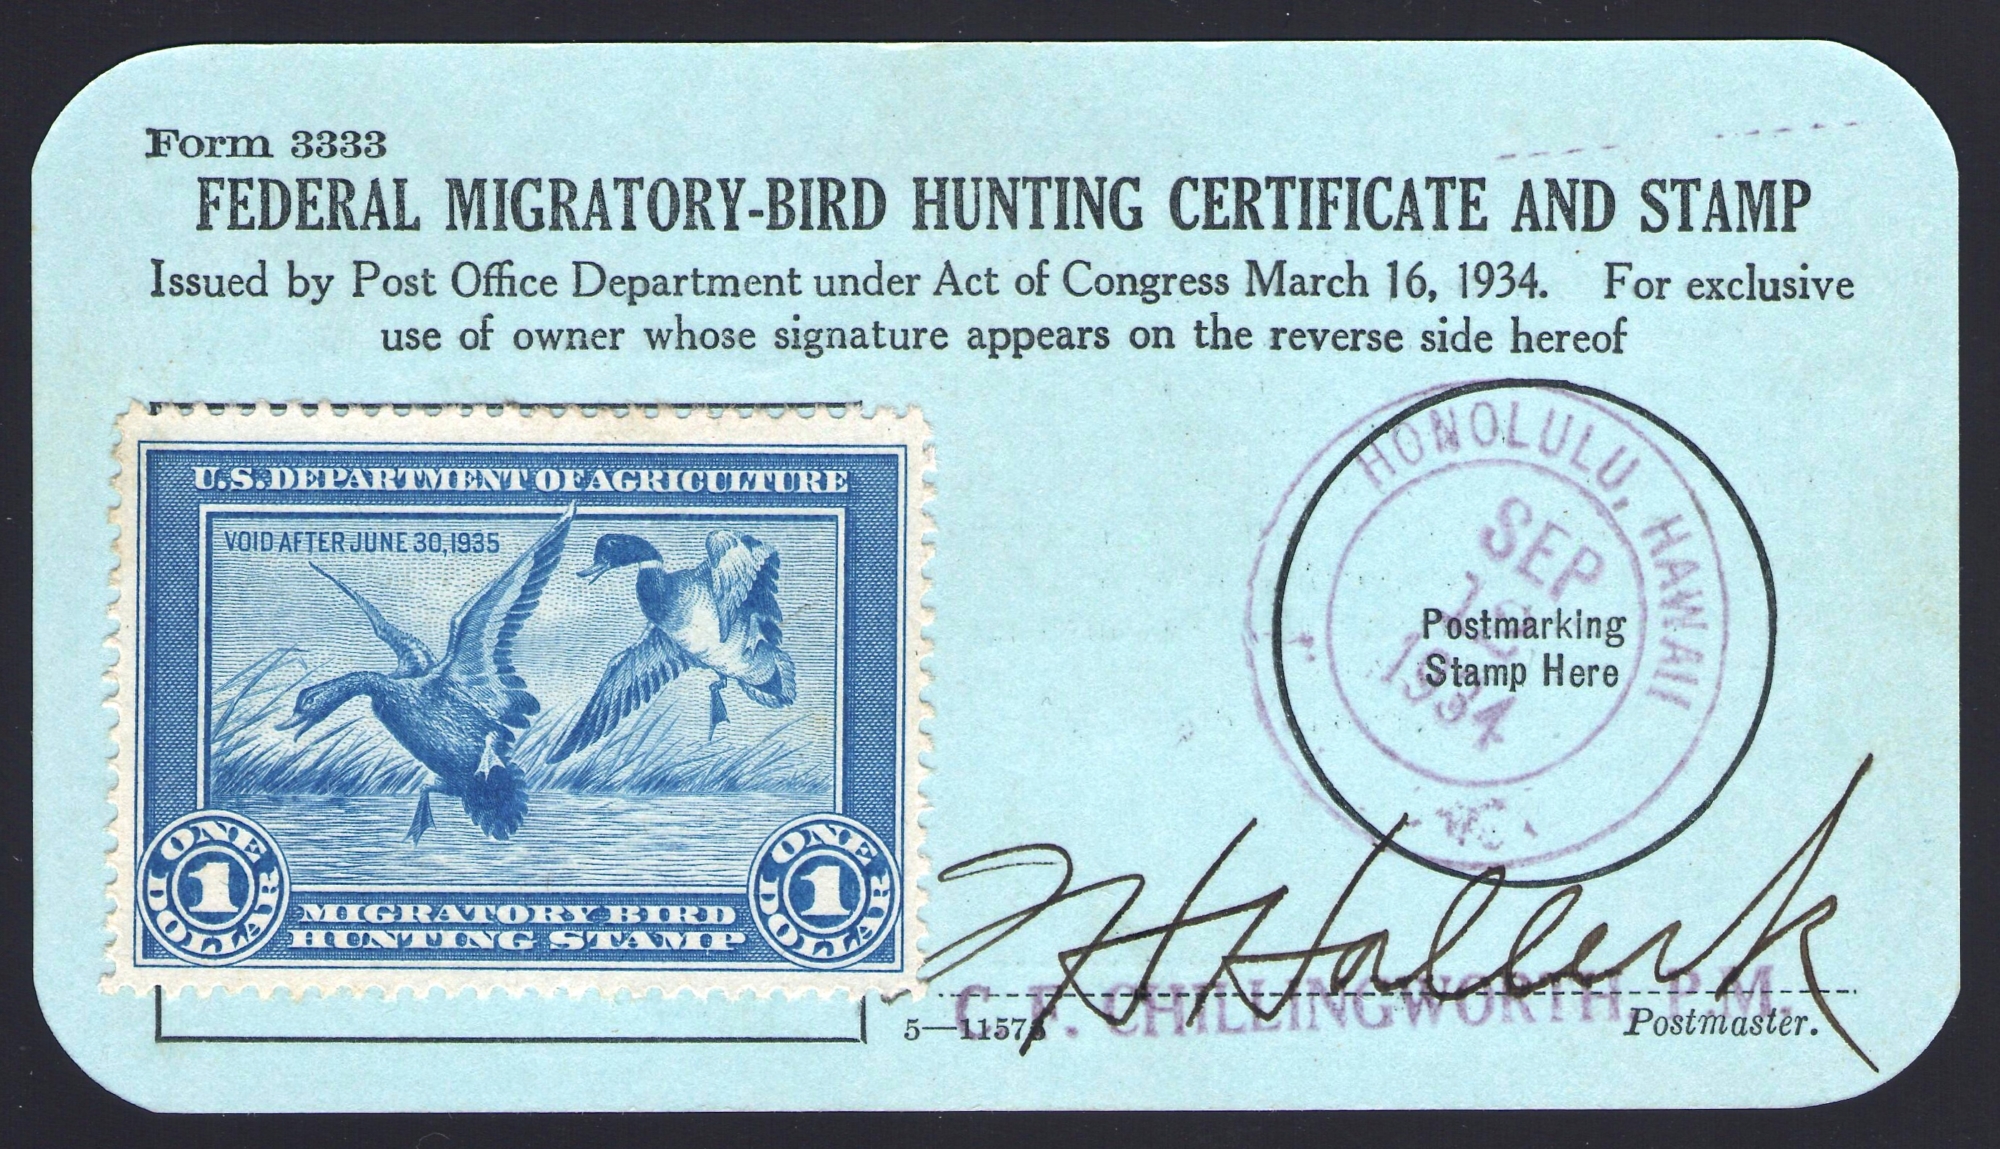 Form 3333
FEDERAL MIGRATORY-BIRD HUNTING CERTIFICATE AND STAMP
Issued by Post Office Department under Act of Congress March 16, 1934. For exclusive
use of owner whose signature appears on the reverse side hereof
U.S. DEPARTMENT OF AGRICULTURE
VOID AFTER JUNE 30, 1935
ONE 1 DOLLAR
ONE 1 DOLLAR
MIGRATORY BIRD
HUNTING STAMP
HONOLULU, HAWAII
SEP
1934
Postmarking
Stamp Here
C. F. CHILLINGWORTH, P.M.
5—11573
Postmaster.